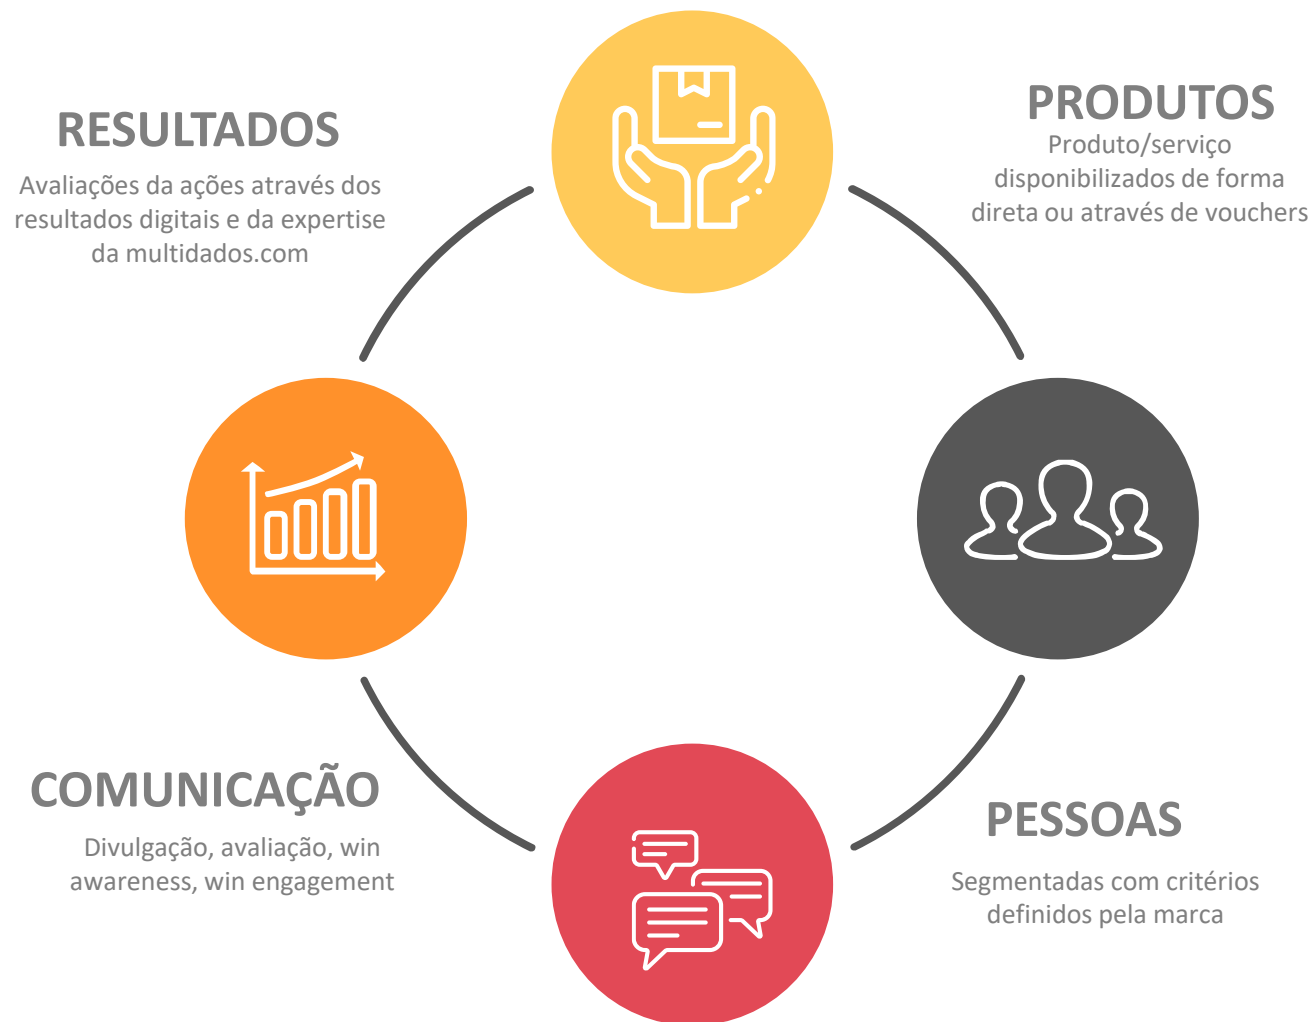 RESULTADOS
Avaliações da ações através dos
resultados digitais e da expertise
da multidados.com
PRODUTOS
Produto/serviço
disponibilizados de forma
direta ou através de vouchers
COMUNICAÇÃO
Divulgação, avaliação, win
awareness, win engagement
PESSOAS
Segmentadas com critérios
definidos pela marca